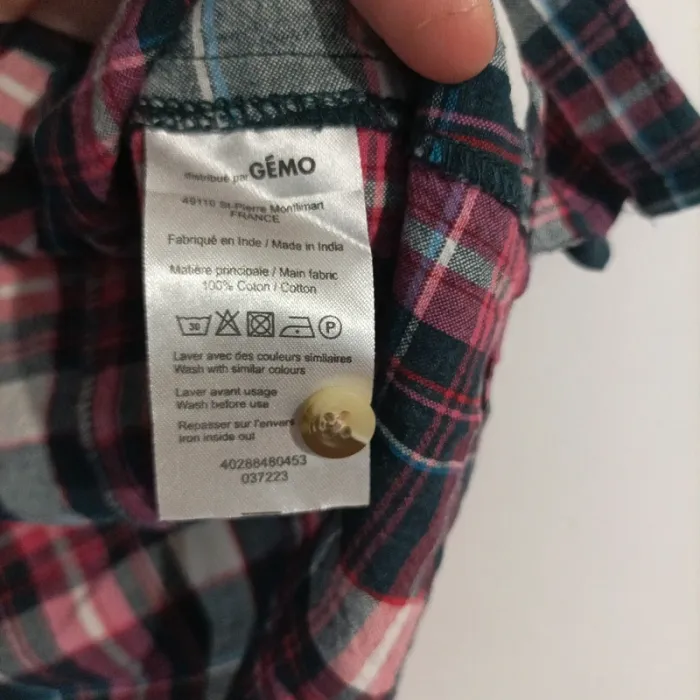 distribué par GÉMO
49110 St-Pierre Montlimart
FRANCE
Fabriqué en Inde / Made in India
Matière principale / Main fabric
100% Coton / Cotton
30 P
Laver avec des couleurs similaires
Wash with similar colours
Laver avant usage
Wash before use
Repasser sur l'envers
Iron inside out
40288480453
037223